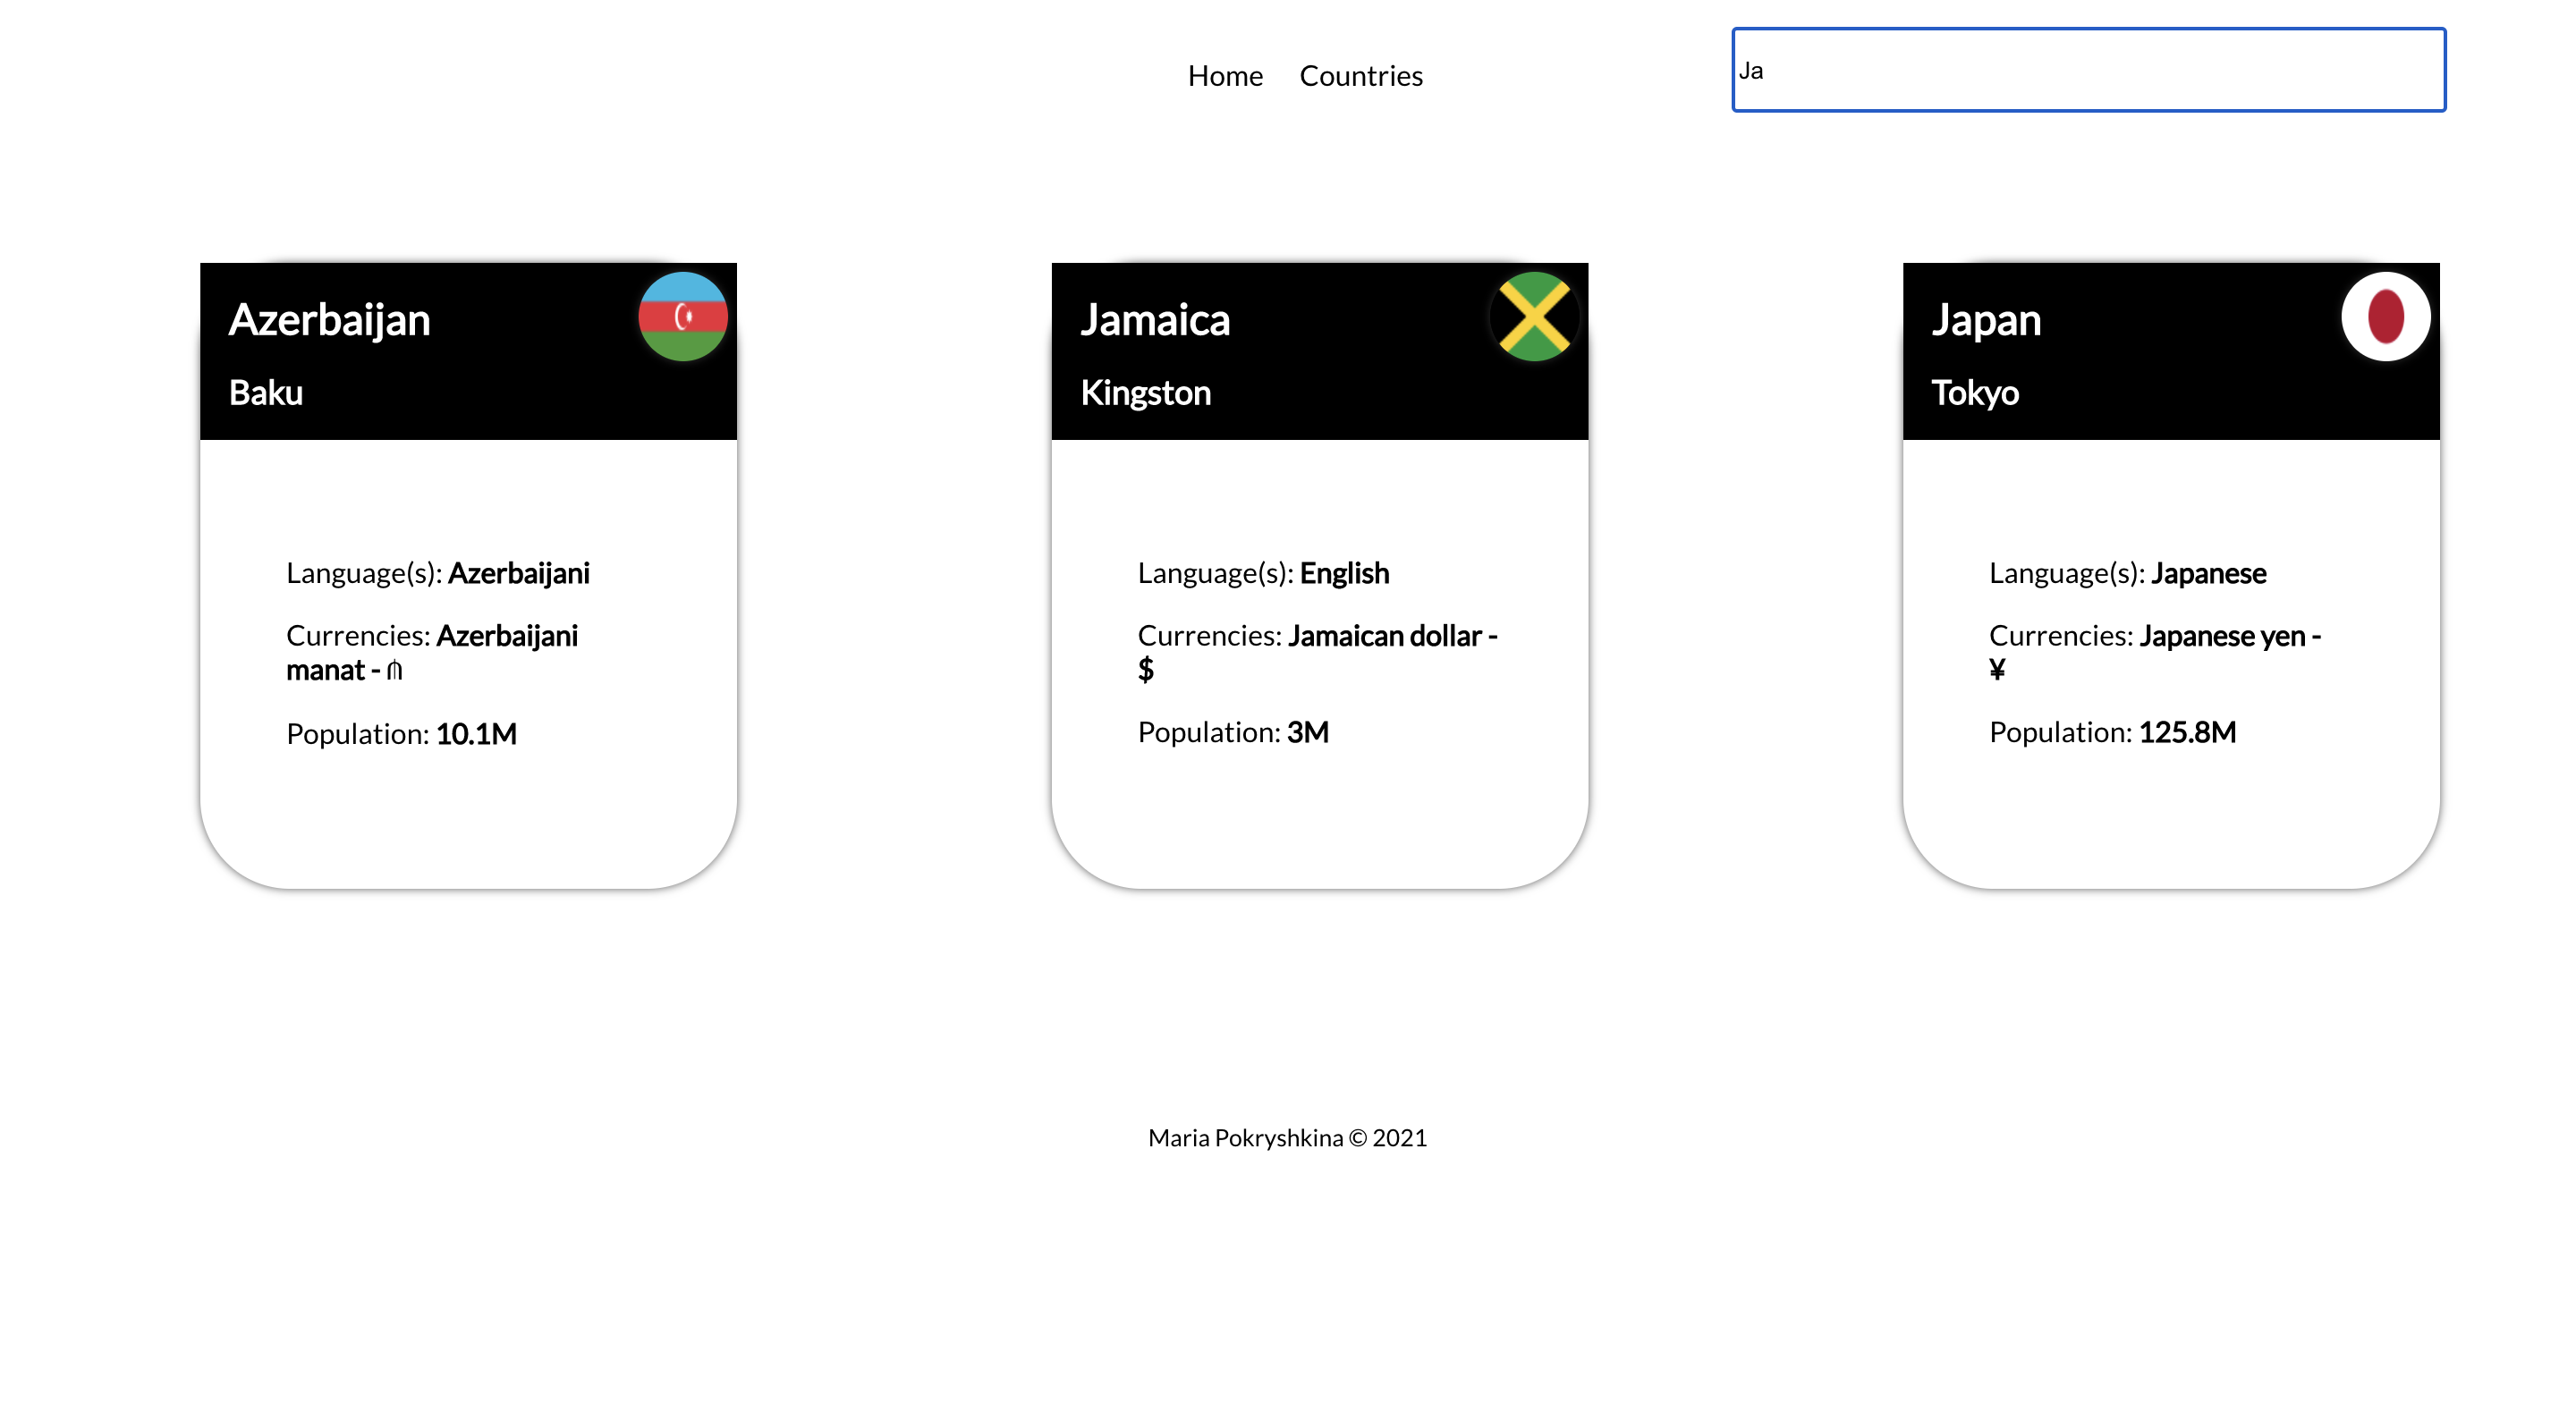 Home
Countries
Ja
Azerbaijan
Baku
Language(s): Azerbaijani
Currencies: Azerbaijani
manat - ₼
Population: 10.1M
Jamaica
Kingston
Language(s): English
Currencies: Jamaican dollar -
$
Population: 3M
Japan
Tokyo
Language(s): Japanese
Currencies: Japanese yen -
¥
Population: 125.8M
Maria Pokryshkina © 2021